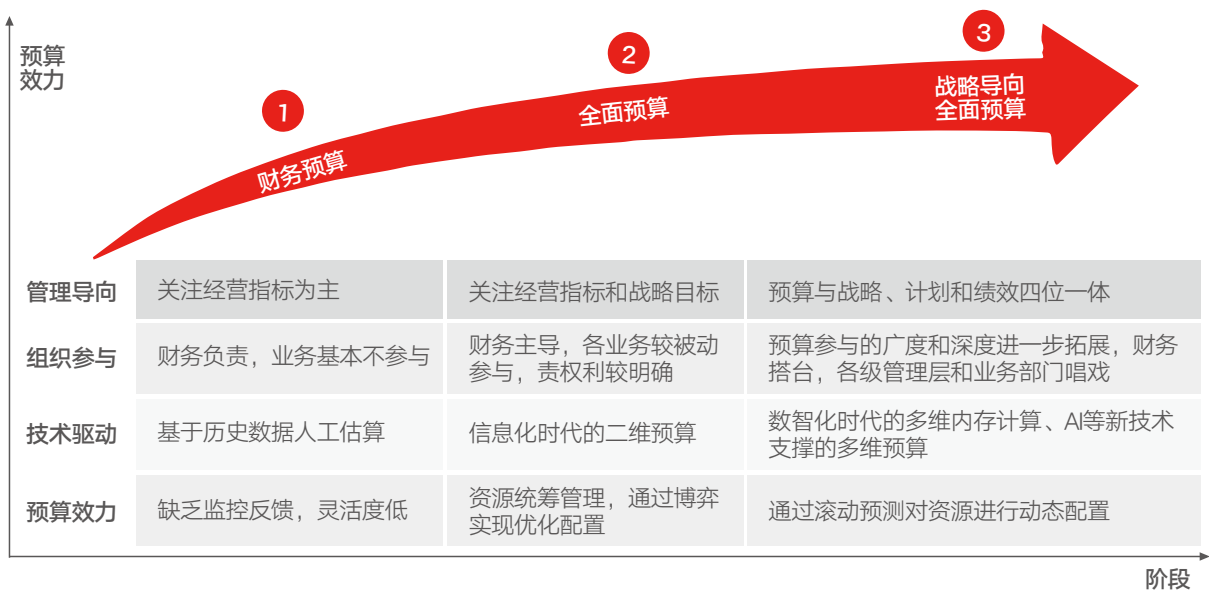 预算
效力
1
财务预算
2
全面预算
3
战略导向
全面预算
管理导向
关注经营指标为主
关注经营指标和战略目标
预算与战略、计划和绩效四位一体
组织参与
财务负责，业务基本不参与
财务主导，各业务较被动
参与，责权利较明确
预算参与的广度和深度进一步拓展，财务
搭台，各级管理层和业务部门唱戏
技术驱动
基于历史数据人工估算
信息化时代的二维预算
数智化时代的多维内存计算、AI等新技术
支撑的多维预算
预算效力
缺乏监控反馈，灵活度低
资源统筹管理，通过博弈
实现优化配置
通过滚动预测对资源进行动态配置
阶段